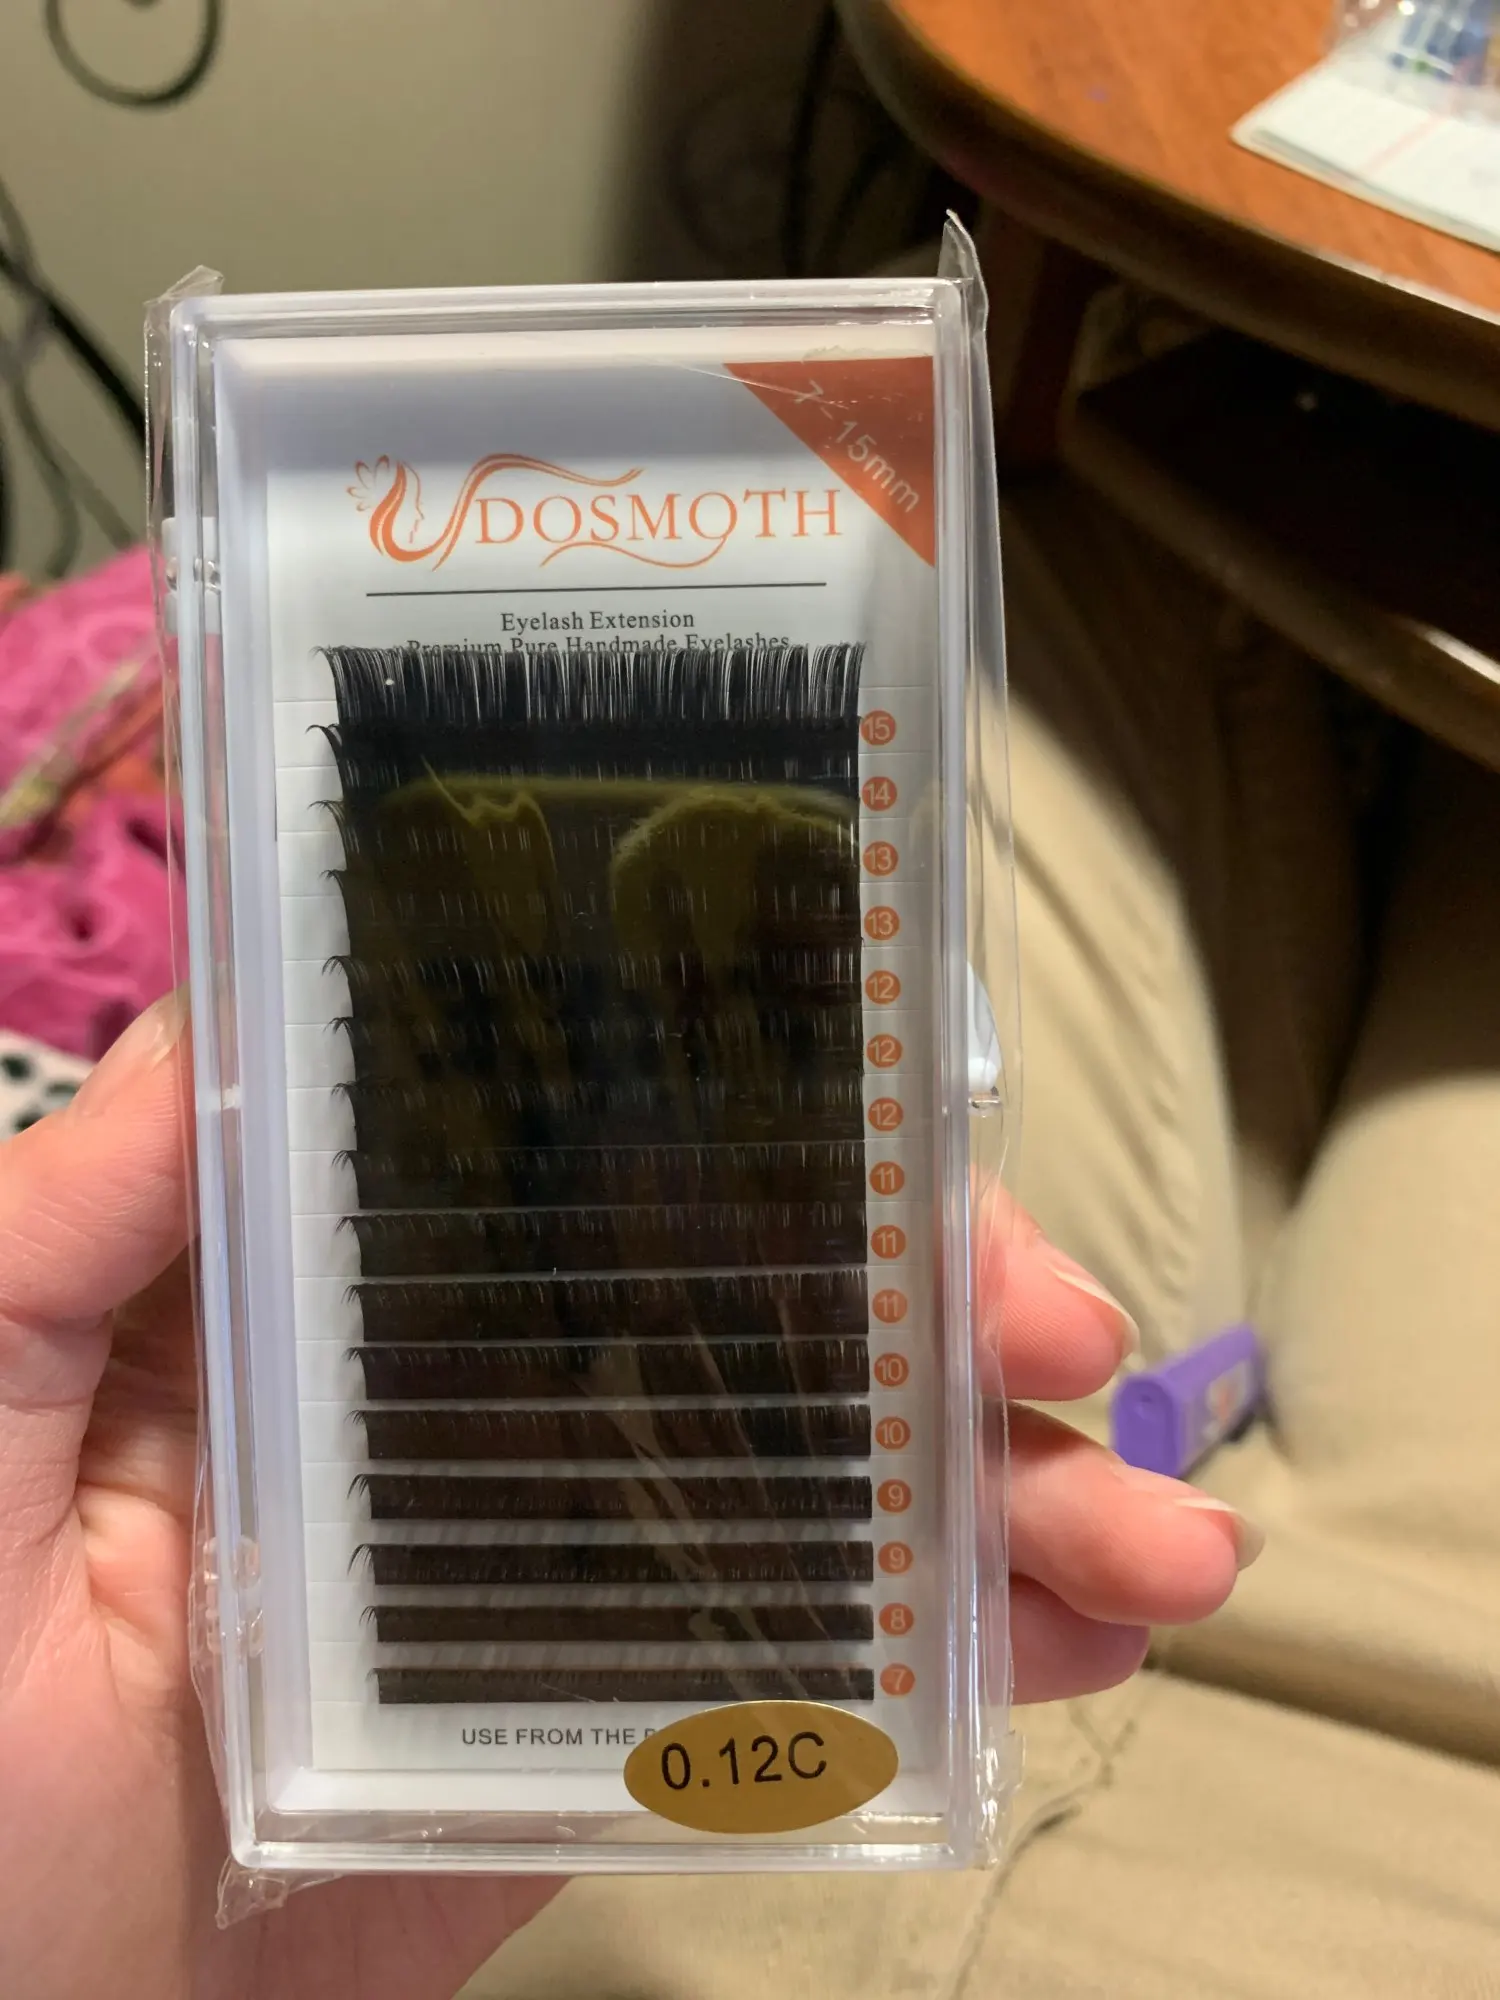 7-15mm
DOSMOTH
Eyelash Extension
Premium Pure Handmade Eyelashes
15
14
13
13
12
12
12
11
11
11
10
10
9
9
8
7
USE FROM THE
0.12C